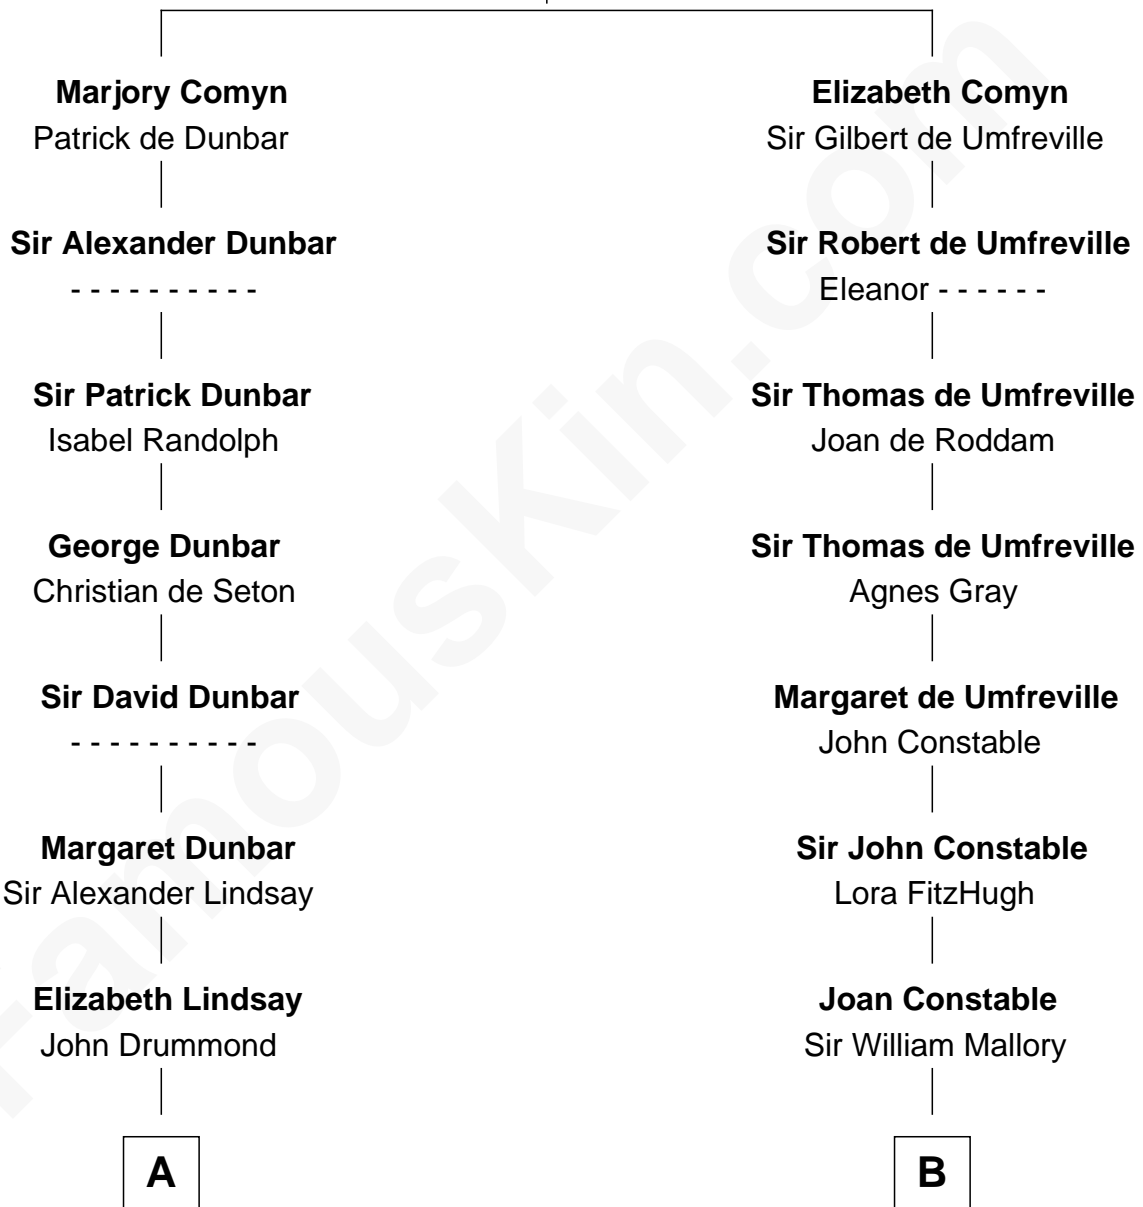 Marjory Comyn
Patrick de Dunbar
Sir Alexander Dunbar
- - - - - - - - - -
Sir Patrick Dunbar
Isabel Randolph
George Dunbar
Christian de Seton
Sir David Dunbar
- - - - - - - - - -
Margaret Dunbar
Sir Alexander Lindsay
Elizabeth Lindsay
John Drummond
A
Elizabeth Comyn
Sir Gilbert de Umfreville
Sir Robert de Umfreville
Eleanor - - - - - -
Sir Thomas de Umfreville
Joan de Roddam
Sir Thomas de Umfreville
Agnes Gray
Margaret de Umfreville
John Constable
Sir John Constable
Lora FitzHugh
Joan Constable
Sir William Mallory
B
FamousKin.com